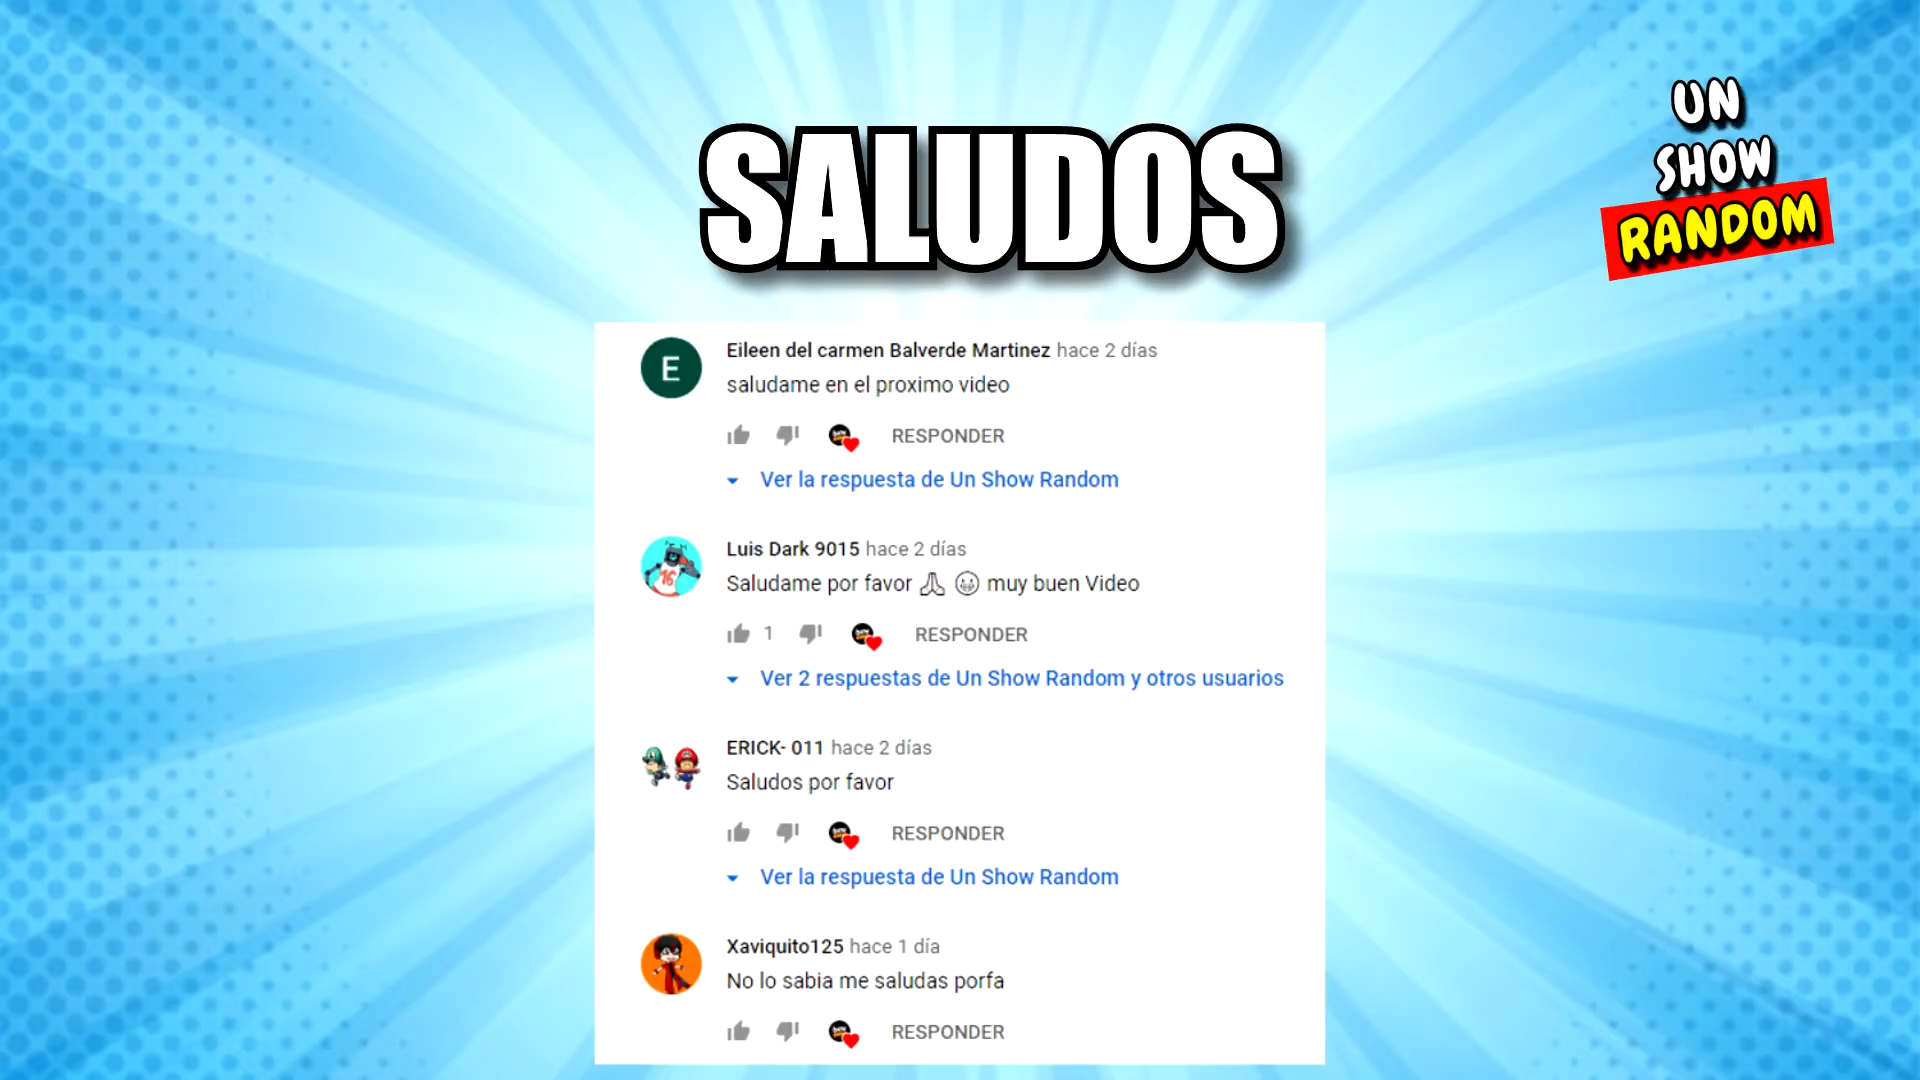 SALUDOS
UN
SHOW
RANDOM
E
Eileen del carmen Balverde Martinez hace 2 días
saludame en el proximo video
RESPONDER
Ver la respuesta de Un Show Random
Luis Dark 9015 hace 2 días
16
Saludame por favor 🙏 😀 muy buen Video
1 RESPONDER
Ver 2 respuestas de Un Show Random y otros usuarios
ERICK- 011 hace 2 días
Saludos por favor
RESPONDER
Ver la respuesta de Un Show Random
Xaviquito125 hace 1 día
No lo sabia me saludas porfa
RESPONDER